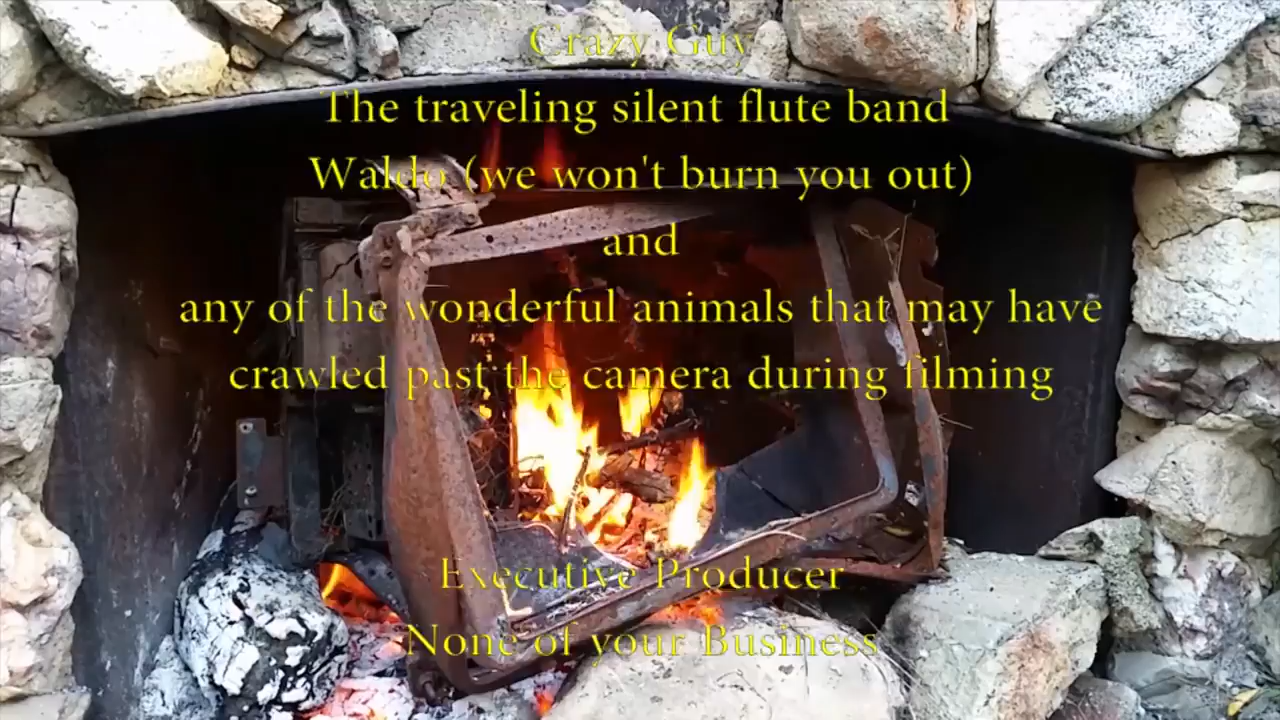 Crazy Guy
The traveling silent flute band
Waldo (we won't burn you out)
and
any of the wonderful animals that may have
crawled past the camera during filming
Executive Producer
None of your Business